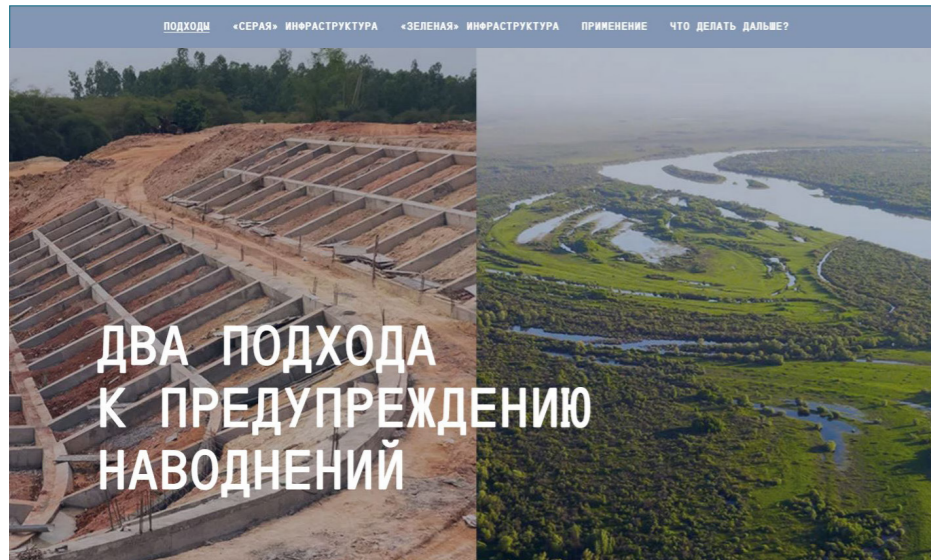 ПОДХОДЫ «СЕРАЯ» ИНФРАСТРУКТУРА «ЗЕЛЕНАЯ» ИНФРАСТРУКТУРА ПРИМЕНЕНИЕ ЧТО ДЕЛАТЬ ДАЛЬШЕ?
ДВА ПОДХОДА
К ПРЕДУПРЕЖДЕНИЮ
НАВОДНЕНИЙ